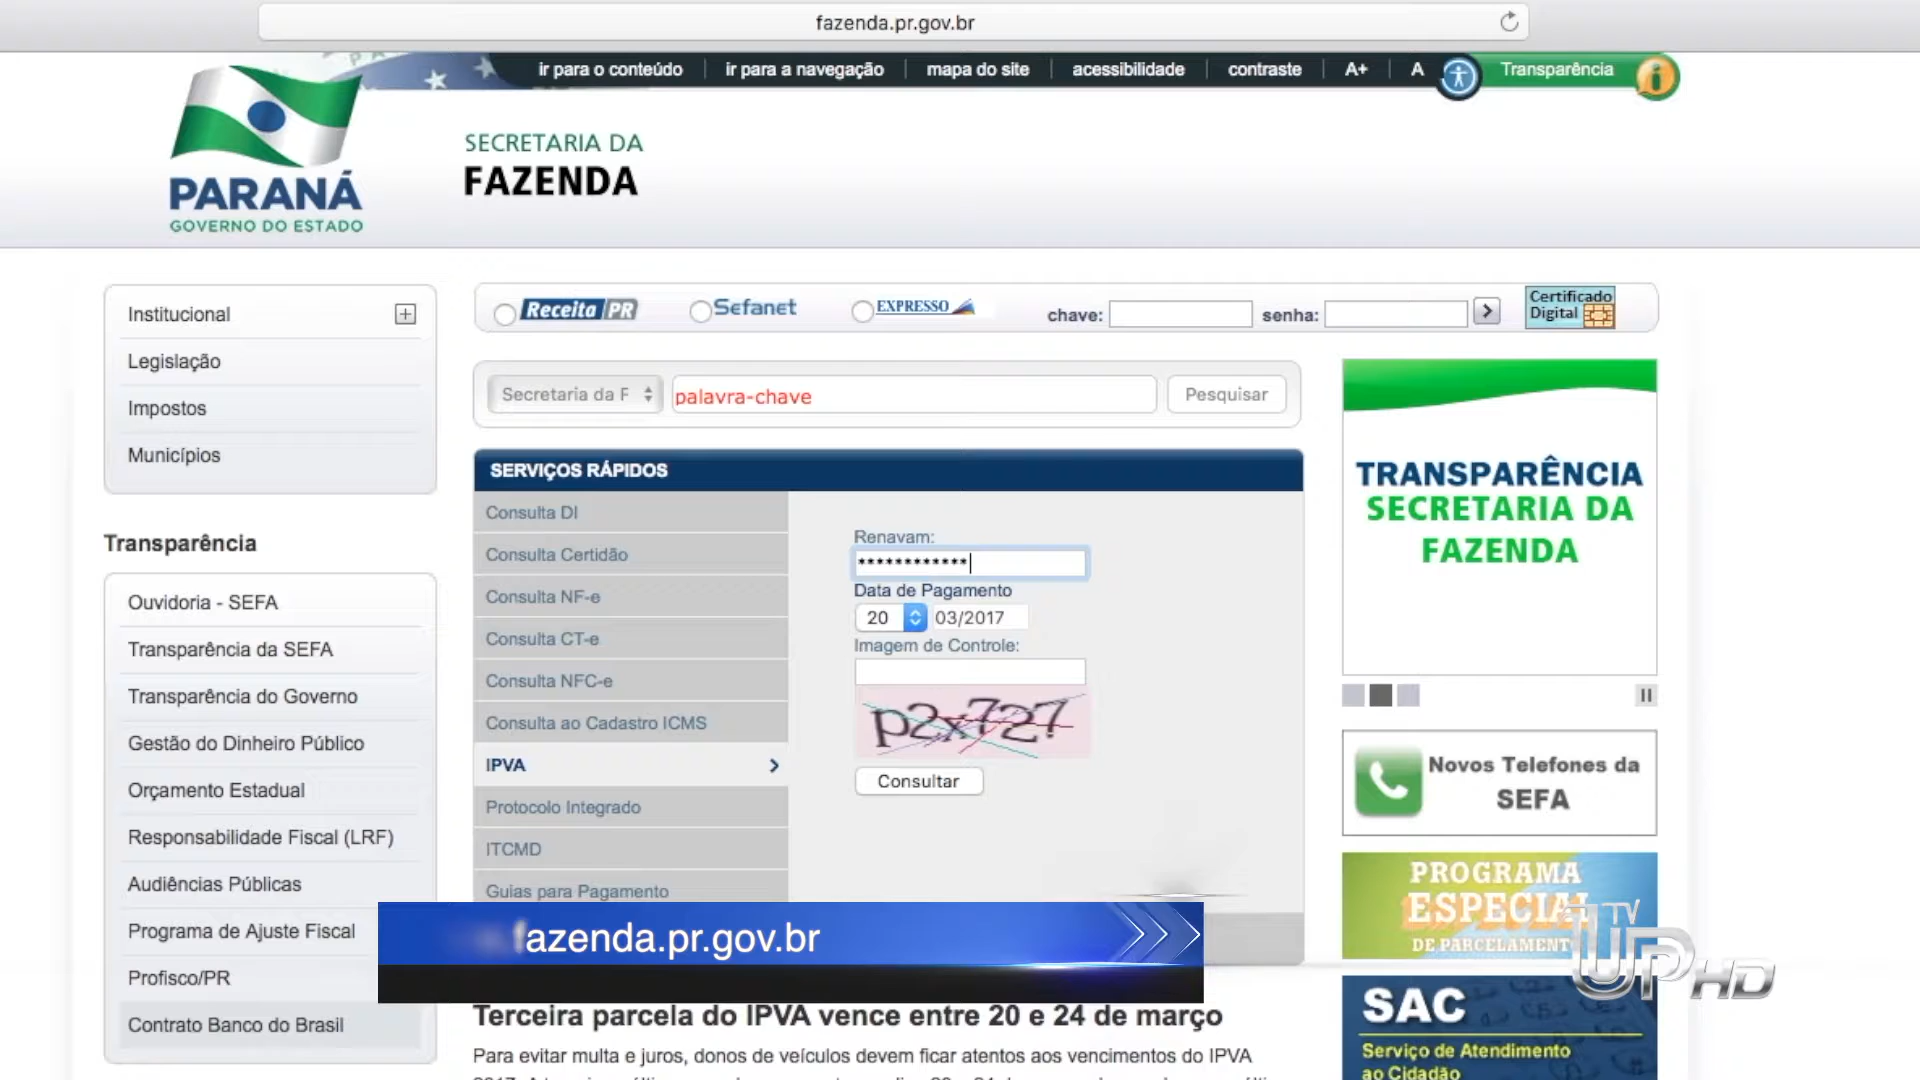 fazenda.pr.gov.br
ir para o conteúdo
ir para a navegação
mapa do site
acessibilidade
contraste
A+
A
Transparência
PARANÁ
GOVERNO DO ESTADO
SECRETARIA DA
FAZENDA
Institucional
Legislação
Impostos
Municípios
Transparência
Ouvidoria - SEFA
Transparência da SEFA
Transparência do Governo
Gestão do Dinheiro Público
Orçamento Estadual
Responsabilidade Fiscal (LRF)
Audiências Públicas
Programa de Ajuste Fiscal
Profisco/PR
Contrato Banco do Brasil
Receita PR
Sefanet
EXPRESSO
chave:
senha:
Certificado
Digital
Secretaria da F
palavra-chave
Pesquisar
SERVIÇOS RÁPIDOS
Consulta DI
Consulta Certidão
Consulta NF-e
Consulta CT-e
Consulta NFC-e
Consulta ao Cadastro ICMS
IPVA
Protocolo Integrado
ITCMD
Guias para Pagamento
Renavam:
************
Data de Pagamento
20 03/2017
Imagem de Controle:
p2x727
Consultar
fazenda.pr.gov.br
Terceira parcela do IPVA vence entre 20 e 24 de março
Para evitar multa e juros, donos de veículos devem ficar atentos aos vencimentos do IPVA
TRANSPARÊNCIA
SECRETARIA DA
FAZENDA
Novos Telefones da
SEFA
PROGRAMA
ESPECIAL
DE PARCELAMENTO
TV
UP HD
SAC
Serviço de Atendimento
ao Cidadão